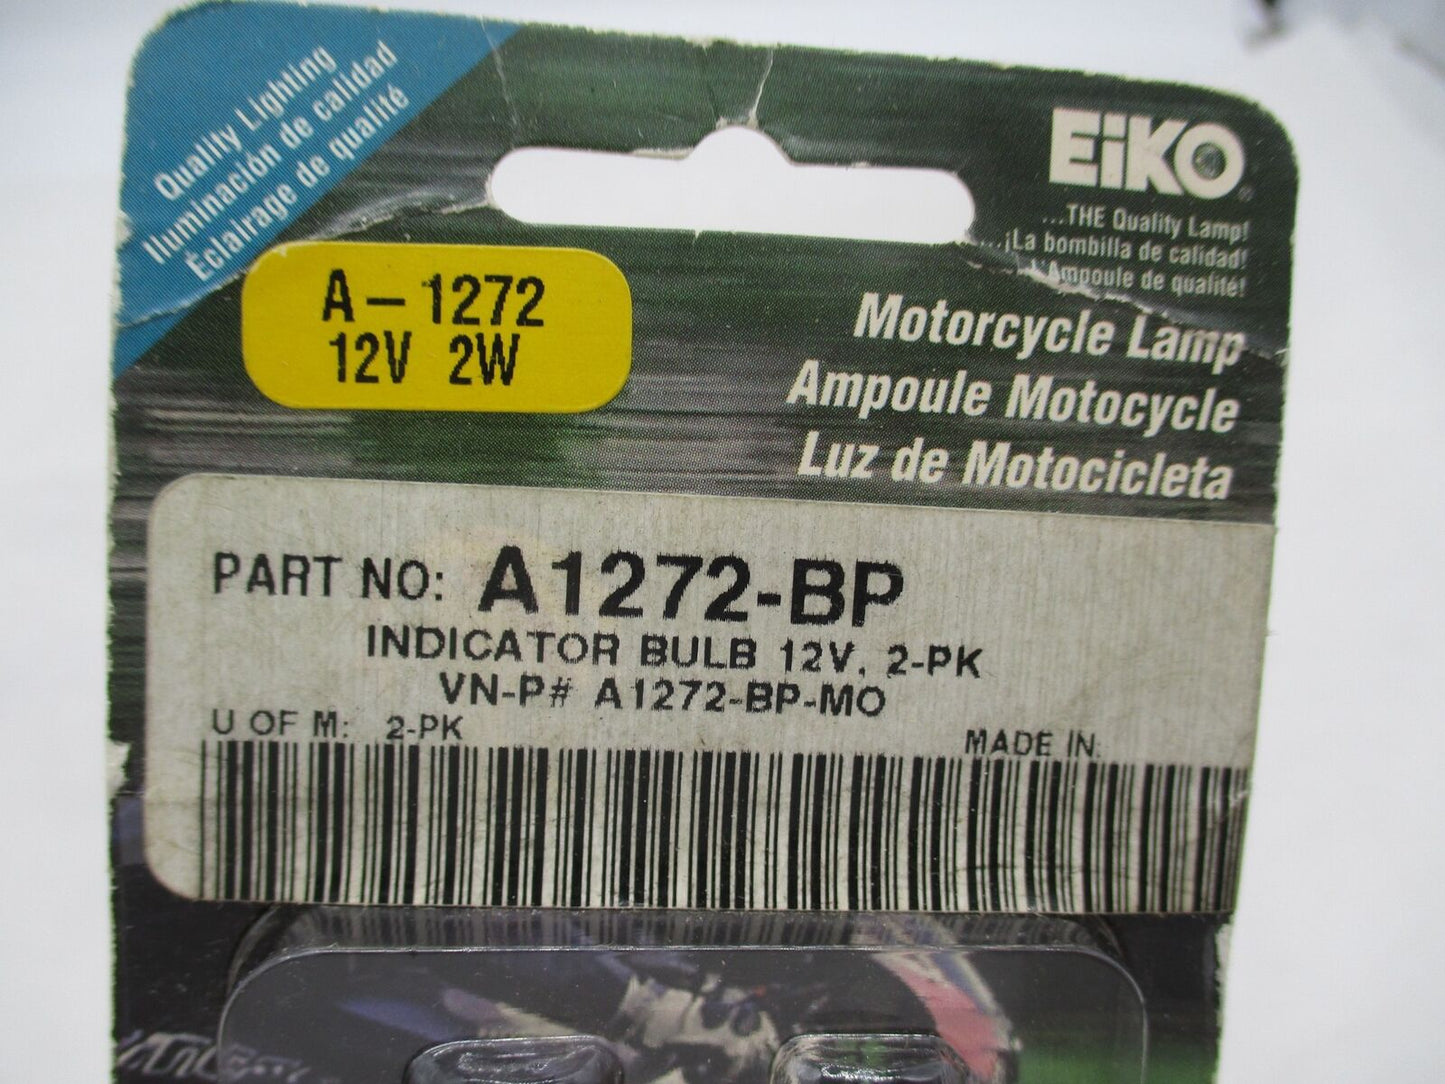 Quality Lighting
Iluminación de calidad
Éclairage de qualité
EiKO
...THE Quality Lamp!
...¡La bombilla de calidad!
L'Ampoule de qualité!
A-1272
12V 2W
Motorcycle Lamp
Ampoule Motocycle
Luz de Motocicleta
PART NO: A1272-BP
INDICATOR BULB 12V, 2-PK
VN-P# A1272-BP-MO
U OF M: 2-PK
MADE IN: